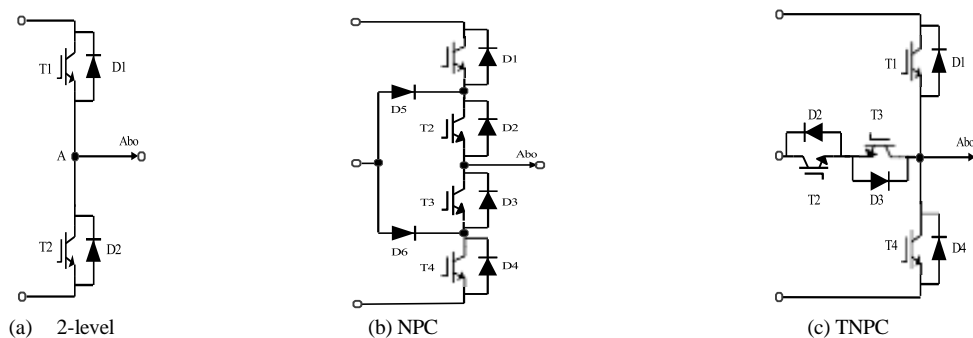 T1
D1
A
Abo
T2
D2
(a) 2-level
D1
D5
T2
D2
Abo
T3
D3
D6
T4
D4
(b) NPC
T1
D1
D2
T3
Abo
T2
D3
T4
D4
(c) TNPC